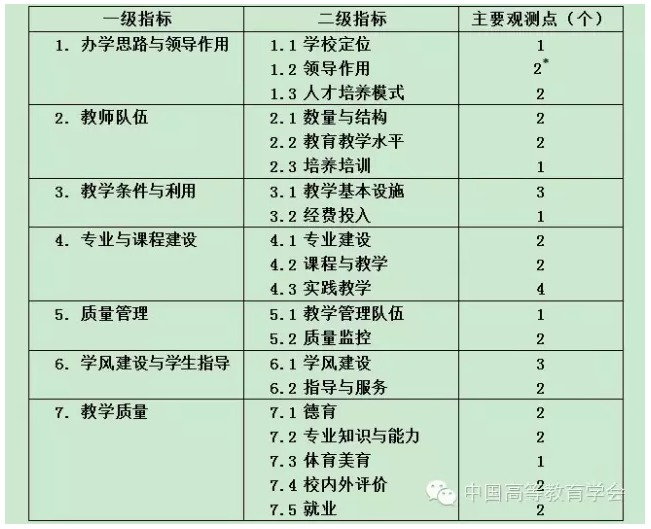 一级指标 二级指标 主要观测点（个）
1. 办学思路与领导作用 1.1 学校定位 1
1.2 领导作用 2*
1.3 人才培养模式 2
2. 教师队伍 2.1 数量与结构 2
2.2 教育教学水平 2
2.3 培养培训 1
3. 教学条件与利用 3.1 教学基本设施 3
3.2 经费投入 1
4. 专业与课程建设 4.1 专业建设 2
4.2 课程与教学 2
4.3 实践教学 4
5. 质量管理 5.1 教学管理队伍 1
5.2 质量监控 2
6. 学风建设与学生指导 6.1 学风建设 3
6.2 指导与服务 2
7. 教学质量 7.1 德育 2
7.2 专业知识与能力 2
7.3 体育美育 1
7.4 校内外评价 2
中国高等教育学会
7.5 就业 2